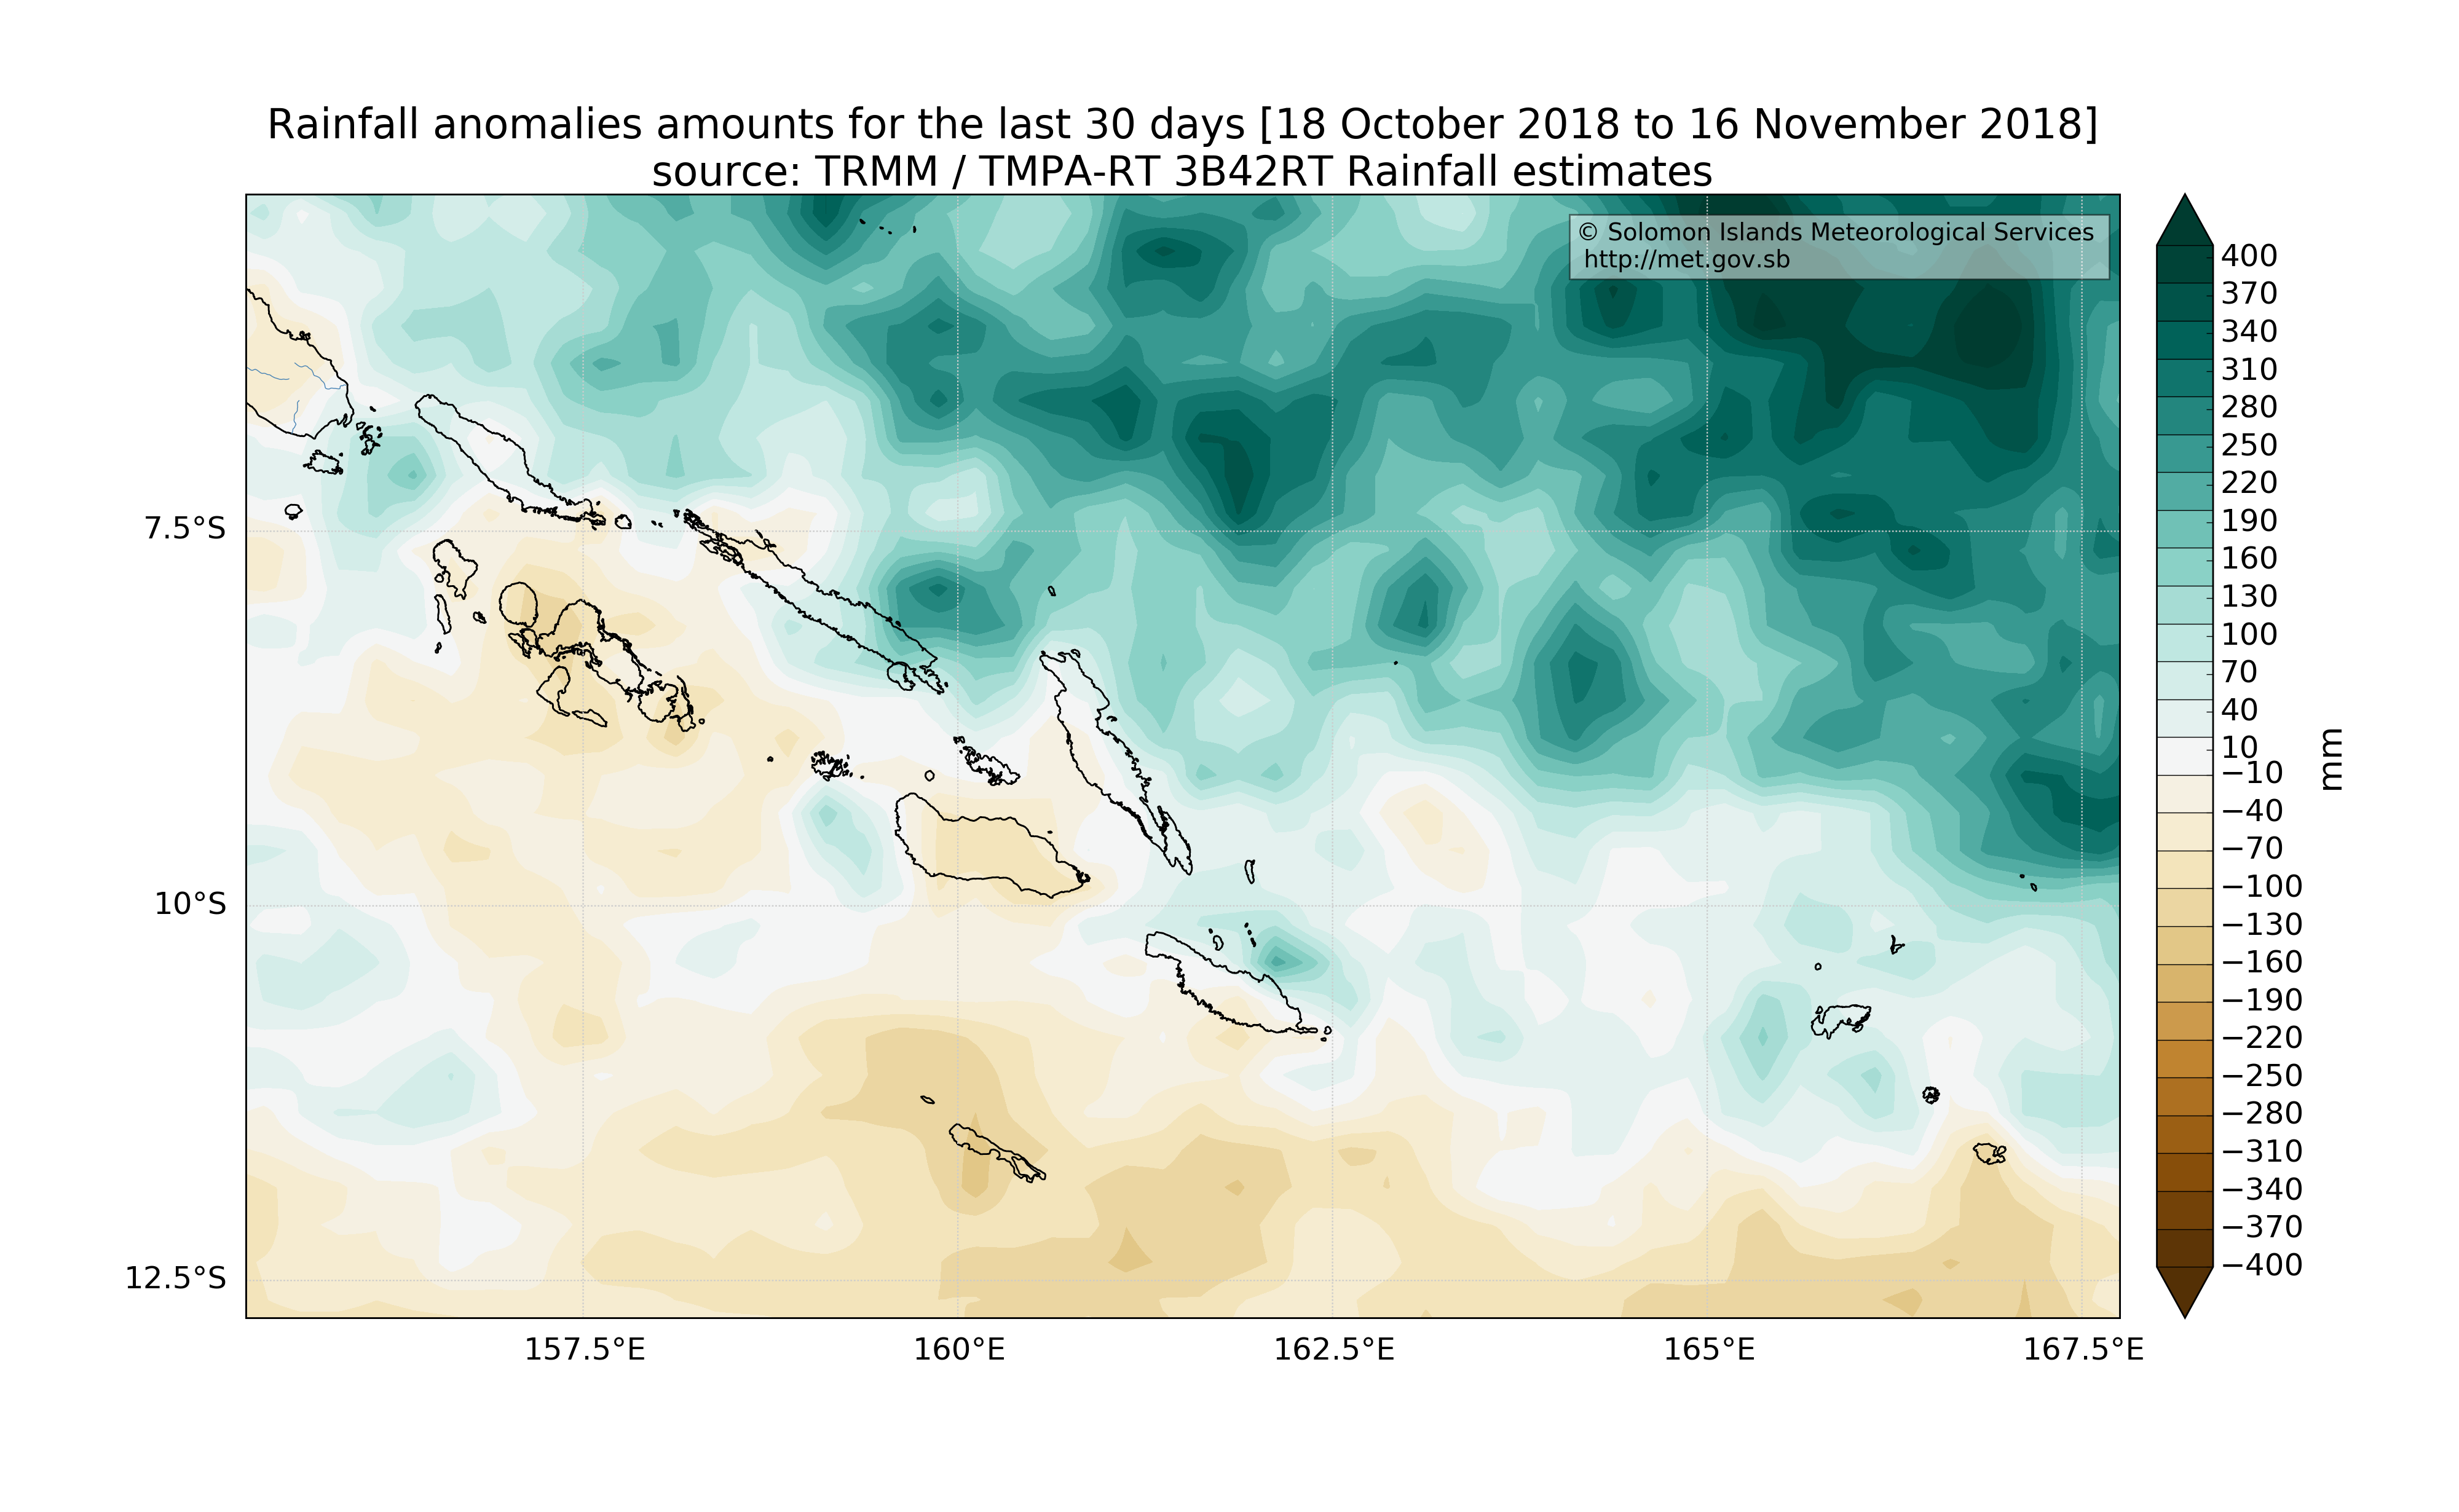 Rainfall anomalies amounts for the last 30 days [18 October 2018 to 16 November 2018]
source: TRMM / TMPA-RT 3B42RT Rainfall estimates
© Solomon Islands Meteorological Services
http://met.gov.sb
7.5°S
10°S
12.5°S
157.5°E
160°E
162.5°E
165°E
167.5°E
400
370
340
310
280
250
220
190
160
130
100
70
40
10
−10
−40
−70
−100
−130
−160
−190
−220
−250
−280
−310
−340
−370
−400
mm